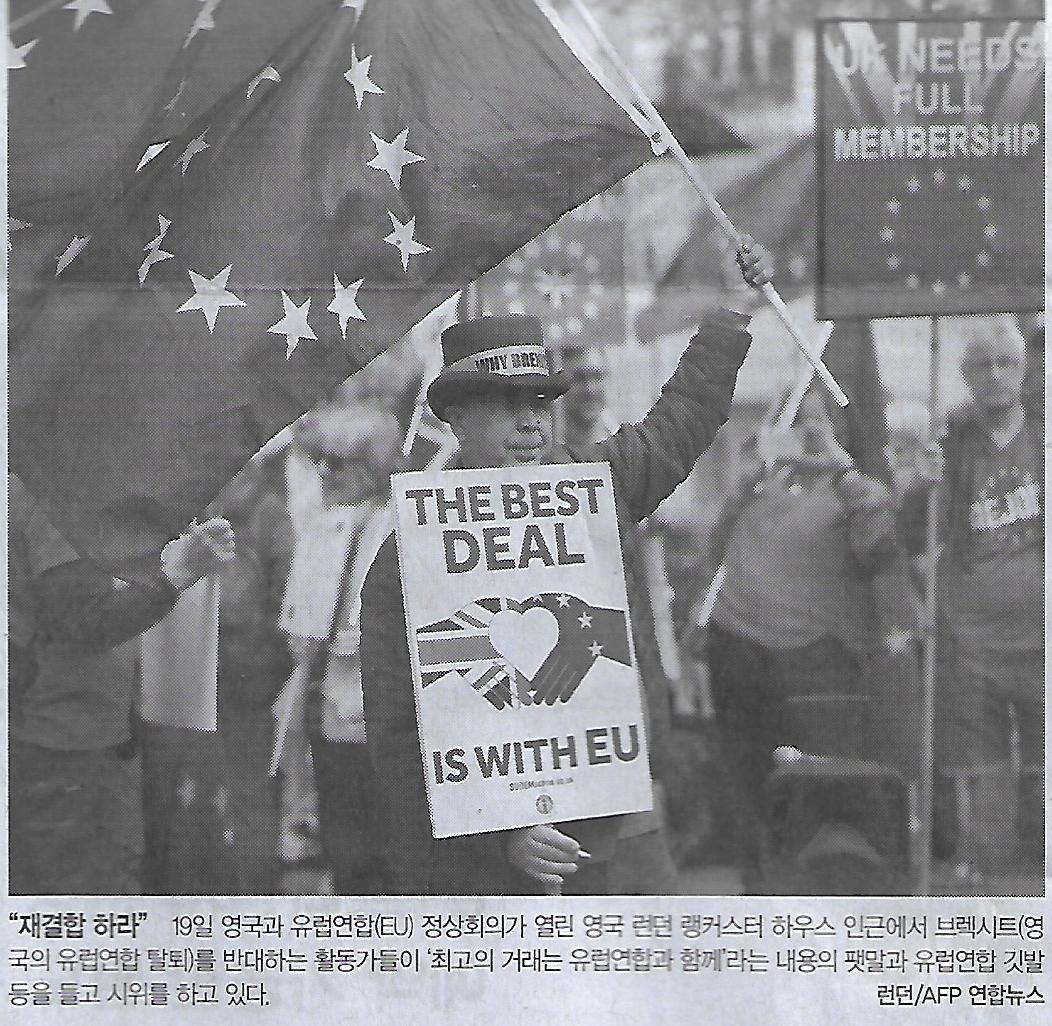 UK NEEDS
FULL
MEMBERSHIP
WHY
THE BEST
DEAL
IS WITH EU
"재결합 하라" 19일 영국과 유럽연합(EU) 정상회의가 열린 영국 런던 랭커스터 하우스 인근에서 브렉시트(영
국의 유럽연합 탈퇴)를 반대하는 활동가들이 '최고의 거래는 유럽연합과 함께'라는 내용의 팻말과 유럽연합 깃발
등을 들고 시위를 하고 있다.
런던/AFP 연합뉴스